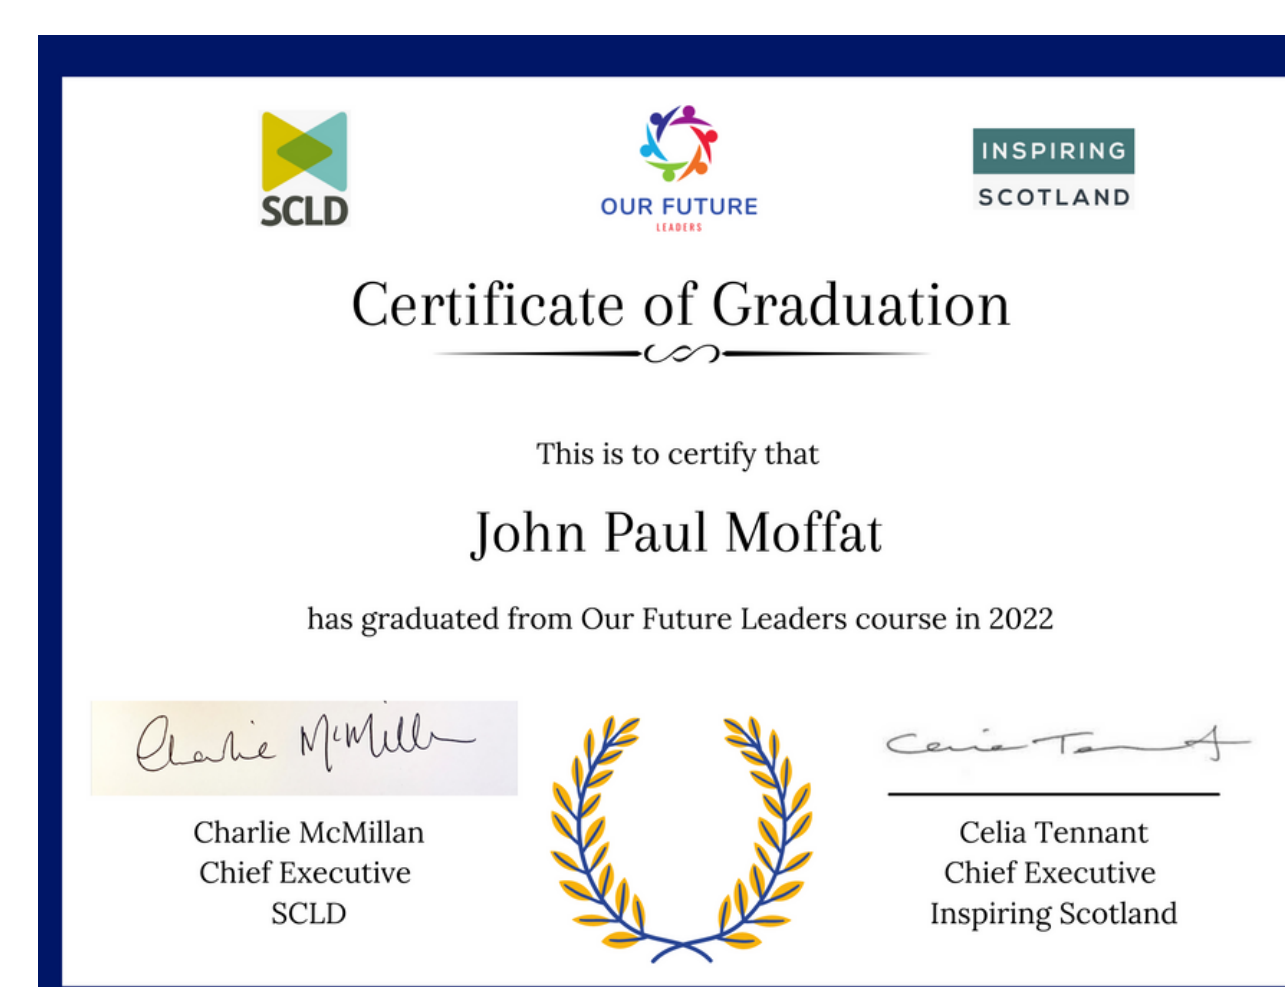 SCLD
OUR FUTURE
LEADERS
INSPIRING
SCOTLAND
Certificate of Graduation
This is to certify that
John Paul Moffat
has graduated from Our Future Leaders course in 2022
Charlie McMillan
Celia Tennant
Charlie McMillan
Chief Executive
SCLD
Celia Tennant
Chief Executive
Inspiring Scotland